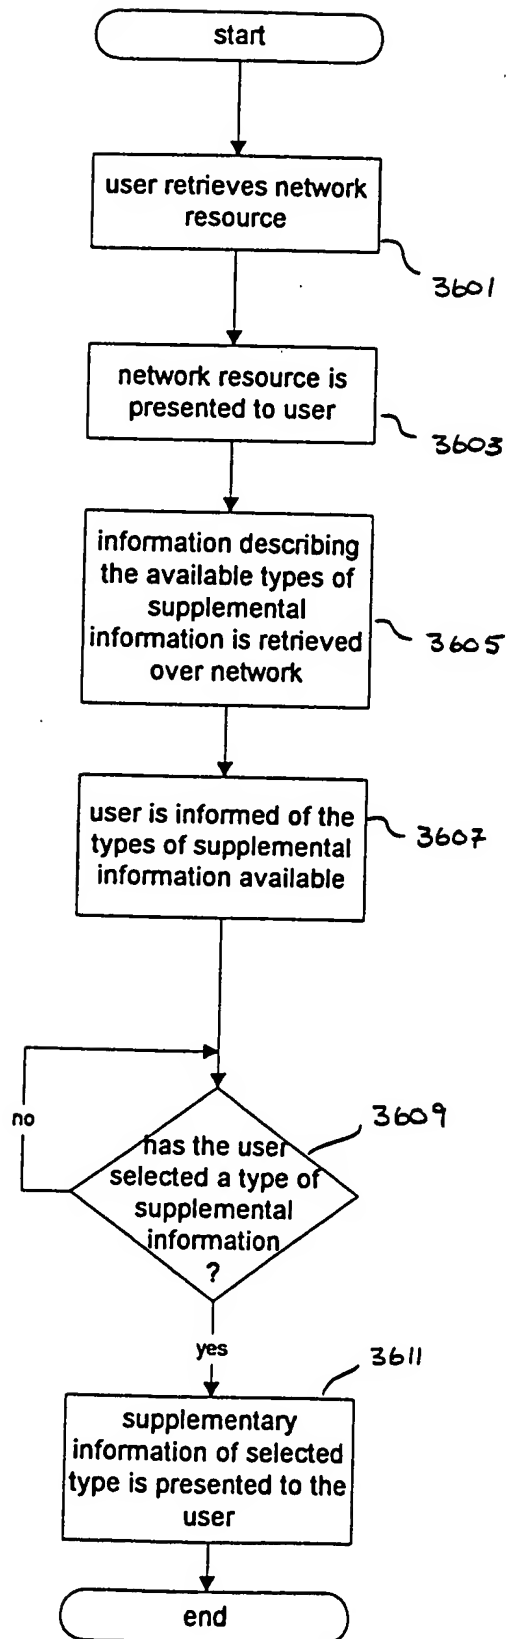 start
user retrieves network
resource
3601
network resource is
presented to user
3603
information describing
the available types of
supplemental
information is retrieved
over network
3605
user is informed of the
types of supplemental
information available
3607
no
has the user
selected a type of
supplemental
information
?
3609
yes
3611
supplementary
information of selected
type is presented to the
user
end